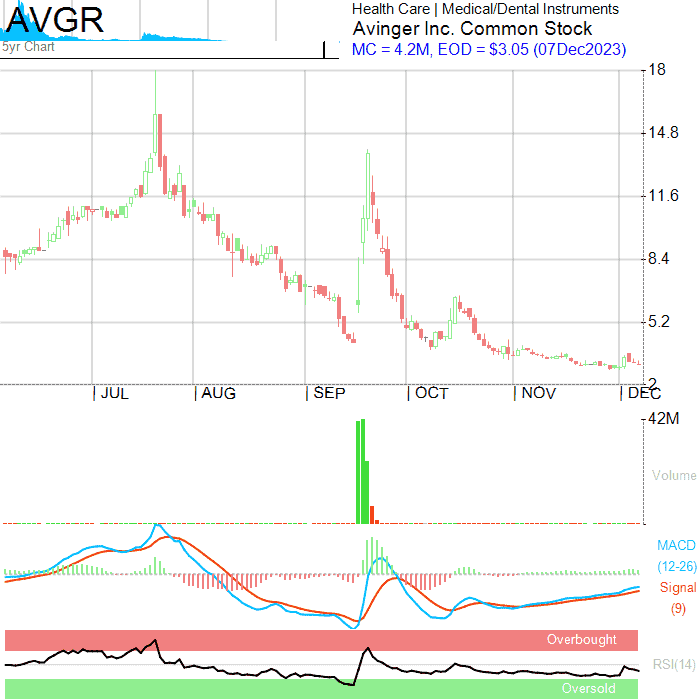 AVGR
5yr Chart
Health Care | Medical/Dental Instruments
Avinger Inc. Common Stock
MC = 4.2M, EOD = $3.05 (07Dec2023)
18
14.8
11.6
8.4
5.2
2
| JUL | AUG | SEP | OCT | NOV | DEC
42M
Volume
MACD
(12-26)
Signal
(9)
Overbought
RSI(14)
Oversold